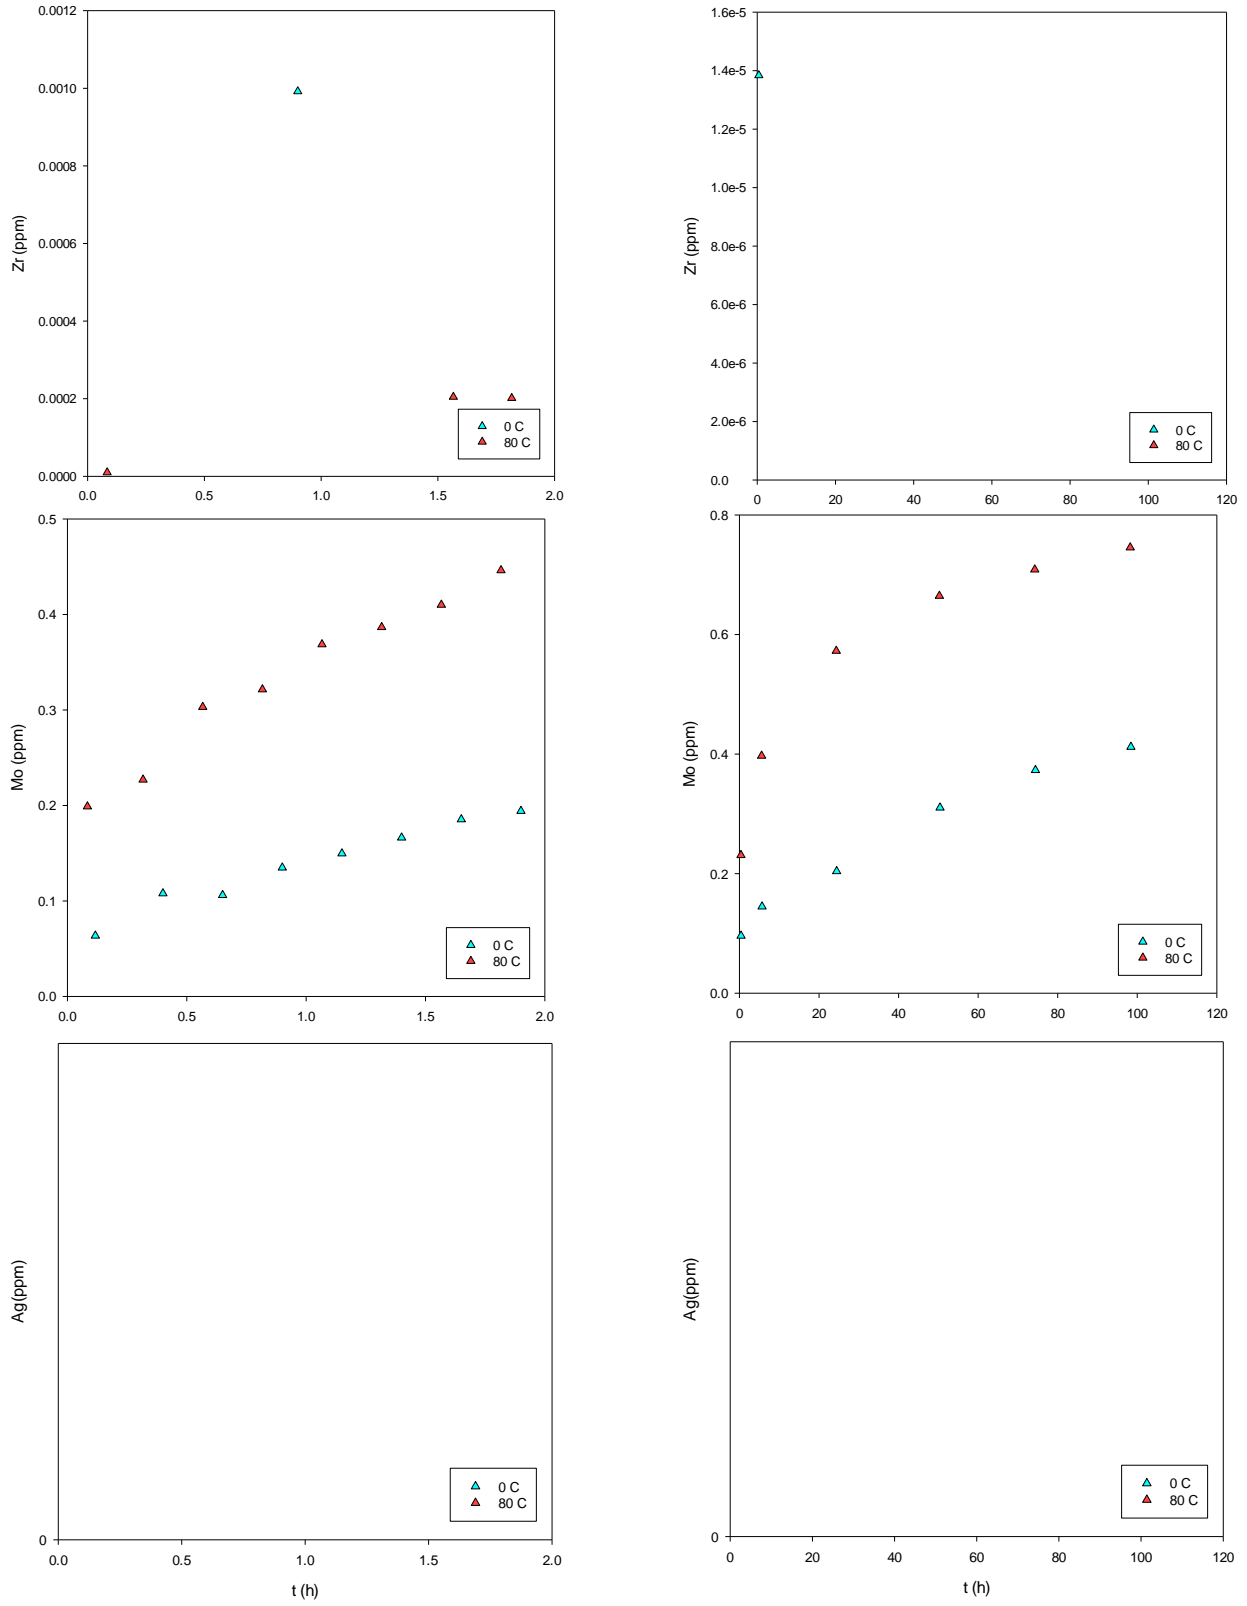 0.0012
0.0010
0.0008
0.0006
0.0004
0.0002
0.0000
Zr (ppm)
0.0 0.5 1.0 1.5 2.0
0 C
80 C
1.6e-5
1.4e-5
1.2e-5
1.0e-5
8.0e-6
6.0e-6
4.0e-6
2.0e-6
0.0
Zr (ppm)
0 20 40 60 80 100 120
0 C
80 C
0.5
0.4
0.3
0.2
0.1
0.0
Mo (ppm)
0.0 0.5 1.0 1.5 2.0
0 C
80 C
0.8
0.6
0.4
0.2
0.0
Mo (ppm)
0 20 40 60 80 100 120
0 C
80 C
Ag(ppm)
0
0.0 0.5 1.0 1.5 2.0
t (h)
0 C
80 C
Ag(ppm)
0
0 20 40 60 80 100 120
t (h)
0 C
80 C